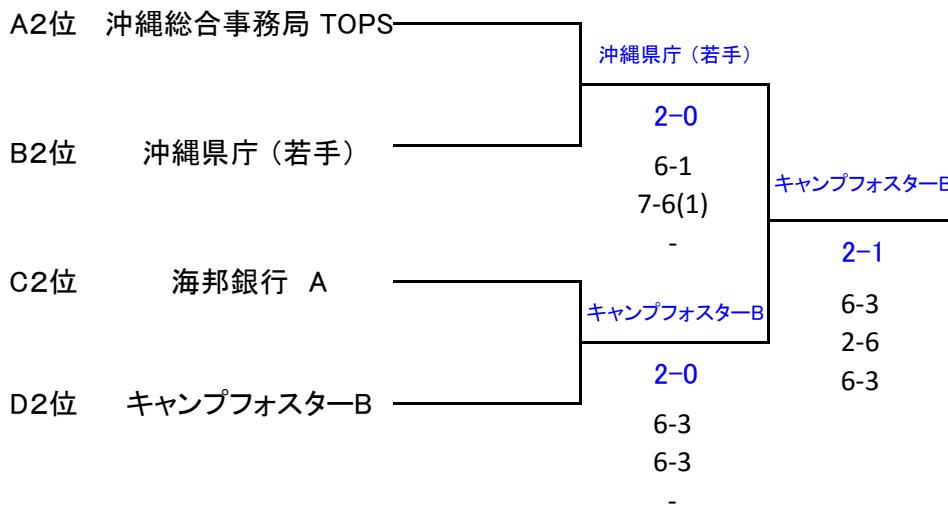 A2位 沖縄総合事務局 TOPS
沖縄県庁（若手）
2-0
B2位 沖縄県庁（若手）
6-1
7-6(1)
-
キャンプフォスターB
2-1
6-3
2-6
6-3
C2位 海邦銀行 A
キャンプフォスターB
2-0
D2位 キャンプフォスターB
6-3
6-3
-